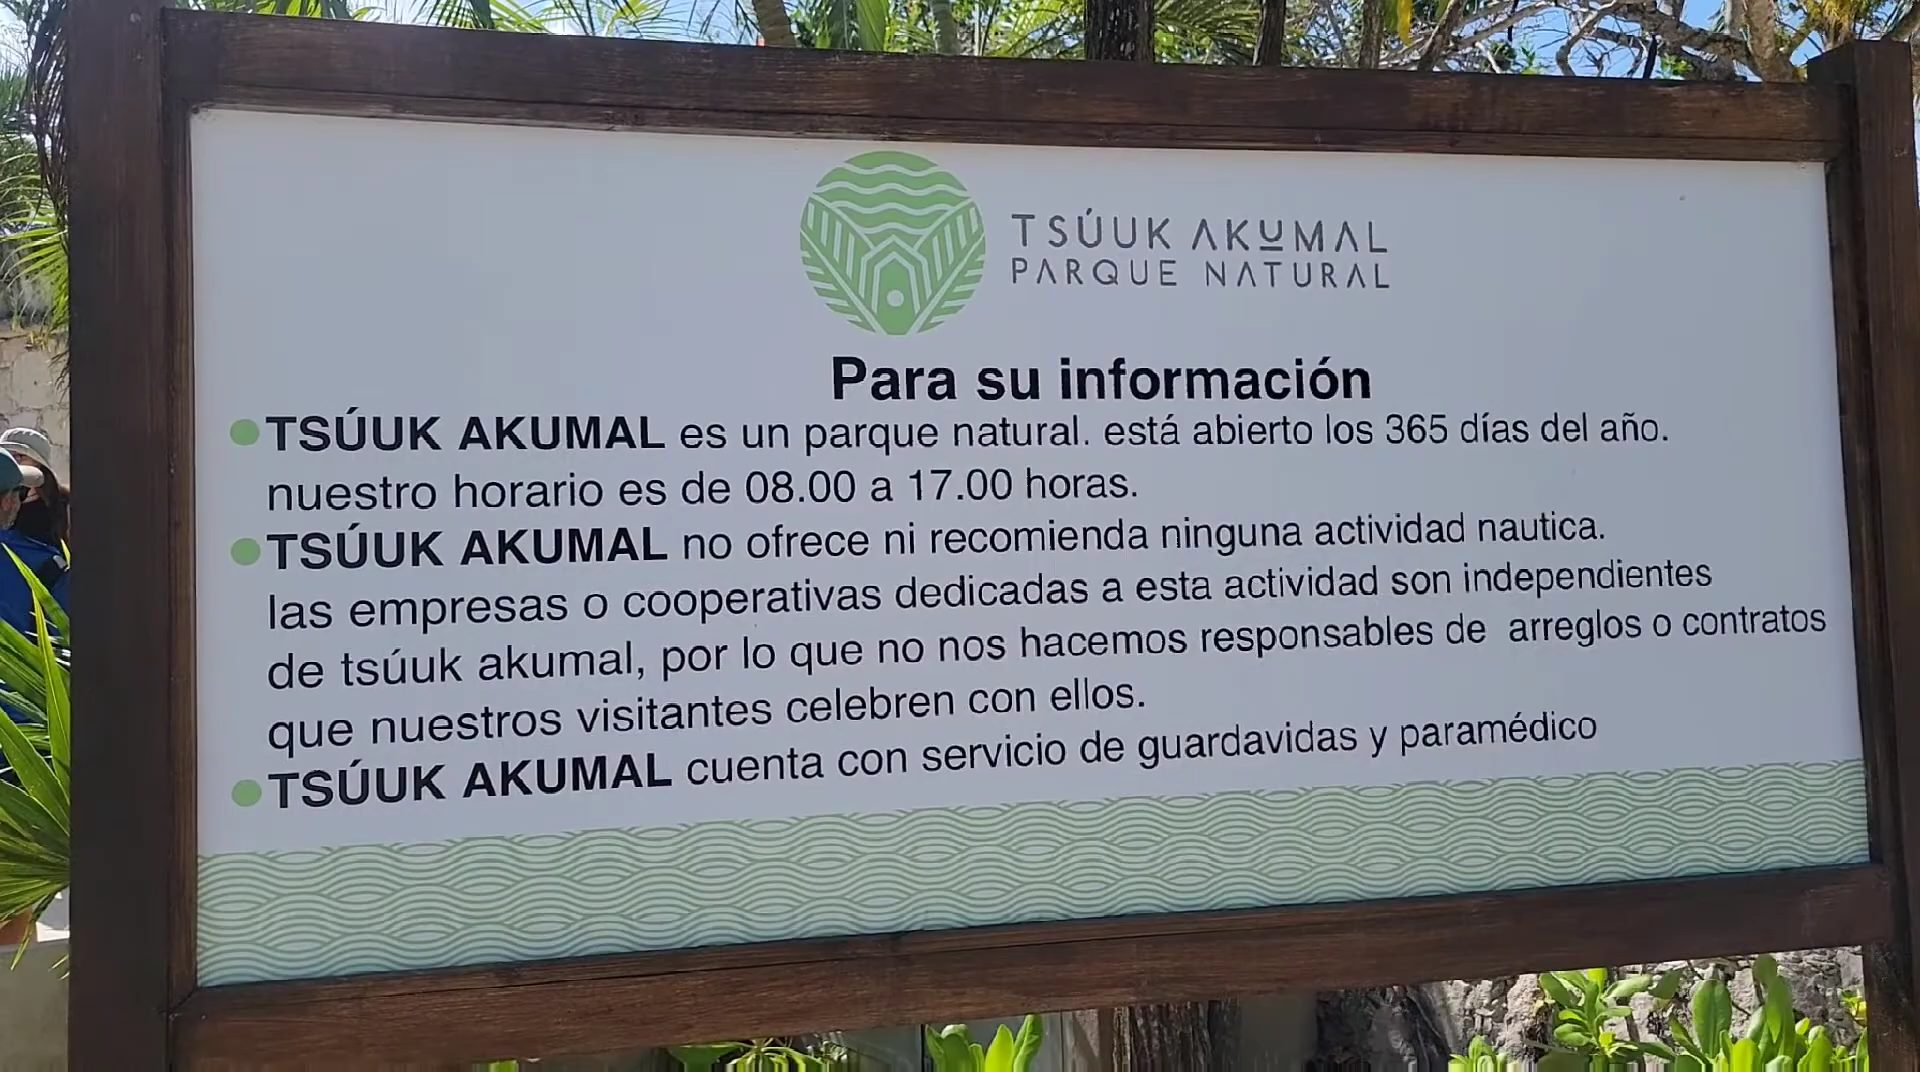 TSÚUK AKUMAL
PARQUE NATURAL
Para su información
TSÚUK AKUMAL es un parque natural. está abierto los 365 días del año.
nuestro horario es de 08.00 a 17.00 horas.
TSÚUK AKUMAL no ofrece ni recomienda ninguna actividad nautica.
las empresas o cooperativas dedicadas a esta actividad son independientes
de tsúuk akumal, por lo que no nos hacemos responsables de arreglos o contratos
que nuestros visitantes celebren con ellos.
TSÚUK AKUMAL cuenta con servicio de guardavidas y paramédico